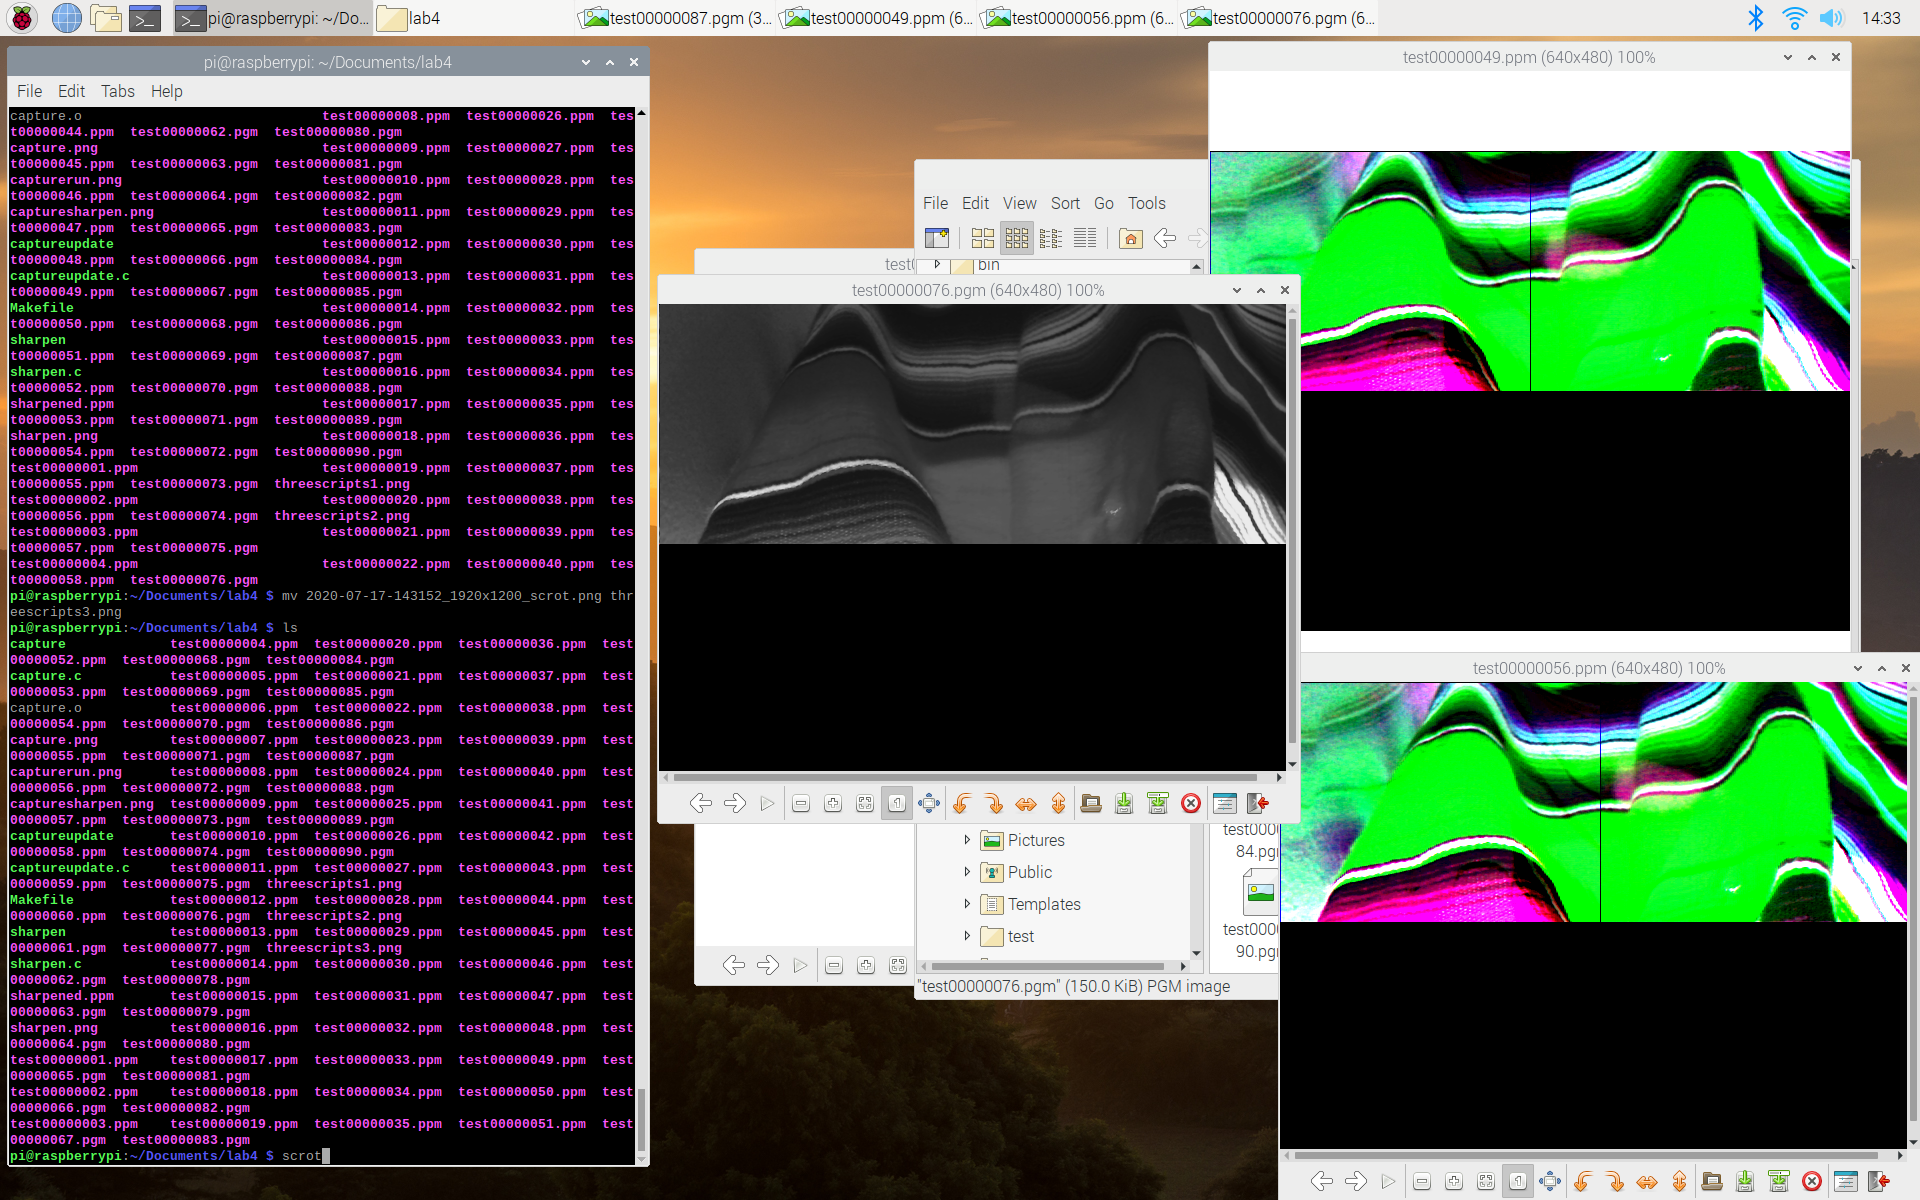 pi@raspberrypi: ~/Do...
lab4
test00000087.pgm (3...
test00000049.ppm (6...
test00000056.ppm (6...
test00000076.pgm (6...
14:33
pi@raspberrypi: ~/Documents/lab4
File Edit Tabs Help
capture.o test00000008.ppm test00000026.ppm tes
t00000044.ppm test00000062.pgm test00000080.pgm
capture.png test00000009.ppm test00000027.ppm tes
t00000045.ppm test00000063.pgm test00000081.pgm
capturerun.png test00000010.ppm test00000028.ppm tes
t00000046.ppm test00000064.pgm test00000082.pgm
capturesharpen.png test00000011.ppm test00000029.ppm tes
t00000047.ppm test00000065.pgm test00000083.pgm
captureupdate test00000012.ppm test00000030.ppm tes
t00000048.ppm test00000066.pgm test00000084.pgm
captureupdate.c test00000013.ppm test00000031.ppm tes
t00000049.ppm test00000067.pgm test00000085.pgm
Makefile test00000014.ppm test00000032.ppm tes
t00000050.ppm test00000068.pgm test00000086.pgm
sharpen test00000015.ppm test00000033.ppm tes
t00000051.ppm test00000069.pgm test00000087.pgm
sharpen.c test00000016.ppm test00000034.ppm tes
t00000052.ppm test00000070.pgm test00000088.pgm
sharpened.ppm test00000017.ppm test00000035.ppm tes
t00000053.ppm test00000071.pgm test00000089.pgm
sharpen.png test00000018.ppm test00000036.ppm tes
t00000054.ppm test00000072.pgm test00000090.pgm
test00000001.ppm test00000019.ppm test00000037.ppm tes
t00000055.ppm test00000073.pgm threescripts1.png
test00000002.ppm test00000020.ppm test00000038.ppm tes
t00000056.ppm test00000074.pgm threescripts2.png
test00000003.ppm test00000021.ppm test00000039.ppm tes
t00000057.ppm test00000075.pgm
test00000004.ppm test00000022.ppm test00000040.ppm tes
t00000058.ppm test00000076.pgm
pi@raspberrypi:~/Documents/lab4 $ mv 2020-07-17-143152_1920x1200_scrot.png thr
eescripts3.png
pi@raspberrypi:~/Documents/lab4 $ ls
capture test00000004.ppm test00000020.ppm test00000036.ppm test
00000052.ppm test00000068.pgm test00000084.pgm
capture.c test00000005.ppm test00000021.ppm test00000037.ppm test
00000053.ppm test00000069.pgm test00000085.pgm
capture.o test00000006.ppm test00000022.ppm test00000038.ppm test
00000054.ppm test00000070.pgm test00000086.pgm
capture.png test00000007.ppm test00000023.ppm test00000039.ppm test
00000055.ppm test00000071.pgm test00000087.pgm
capturerun.png test00000008.ppm test00000024.ppm test00000040.ppm test
00000056.ppm test00000072.pgm test00000088.pgm
capturesharpen.png test00000009.ppm test00000025.ppm test00000041.ppm test
00000057.ppm test00000073.pgm test00000089.pgm
captureupdate test00000010.ppm test00000026.ppm test00000042.ppm test
00000058.ppm test00000074.pgm test00000090.pgm
captureupdate.c test00000011.ppm test00000027.ppm test00000043.ppm test
00000059.ppm test00000075.pgm threescripts1.png
Makefile test00000012.ppm test00000028.ppm test00000044.ppm test
00000060.ppm test00000076.pgm threescripts2.png
sharpen test00000013.ppm test00000029.ppm test00000045.ppm test
00000061.pgm test00000077.pgm threescripts3.png
sharpen.c test00000014.ppm test00000030.ppm test00000046.ppm test
00000062.pgm test00000078.pgm
sharpened.ppm test00000015.ppm test00000031.ppm test00000047.ppm test
00000063.pgm test00000079.pgm
sharpen.png test00000016.ppm test00000032.ppm test00000048.ppm test
00000064.pgm test00000080.pgm
test00000001.ppm test00000017.ppm test00000033.ppm test00000049.ppm test
00000065.pgm test00000081.pgm
test00000002.ppm test00000018.ppm test00000034.ppm test00000050.ppm test
00000066.pgm test00000082.pgm
test00000003.ppm test00000019.ppm test00000035.ppm test00000051.ppm test
00000067.pgm test00000083.pgm
pi@raspberrypi:~/Documents/lab4 $ scrot
test0
File Edit View Sort Go Tools
bin
test00000076.pgm (640x480) 100%
test00000049.ppm (640x480) 100%
test00000056.ppm (640x480) 100%
Pictures
Public
Templates
test
test000
84.pgm
test000
90.pgm
"test00000076.pgm" (150.0 KiB) PGM image